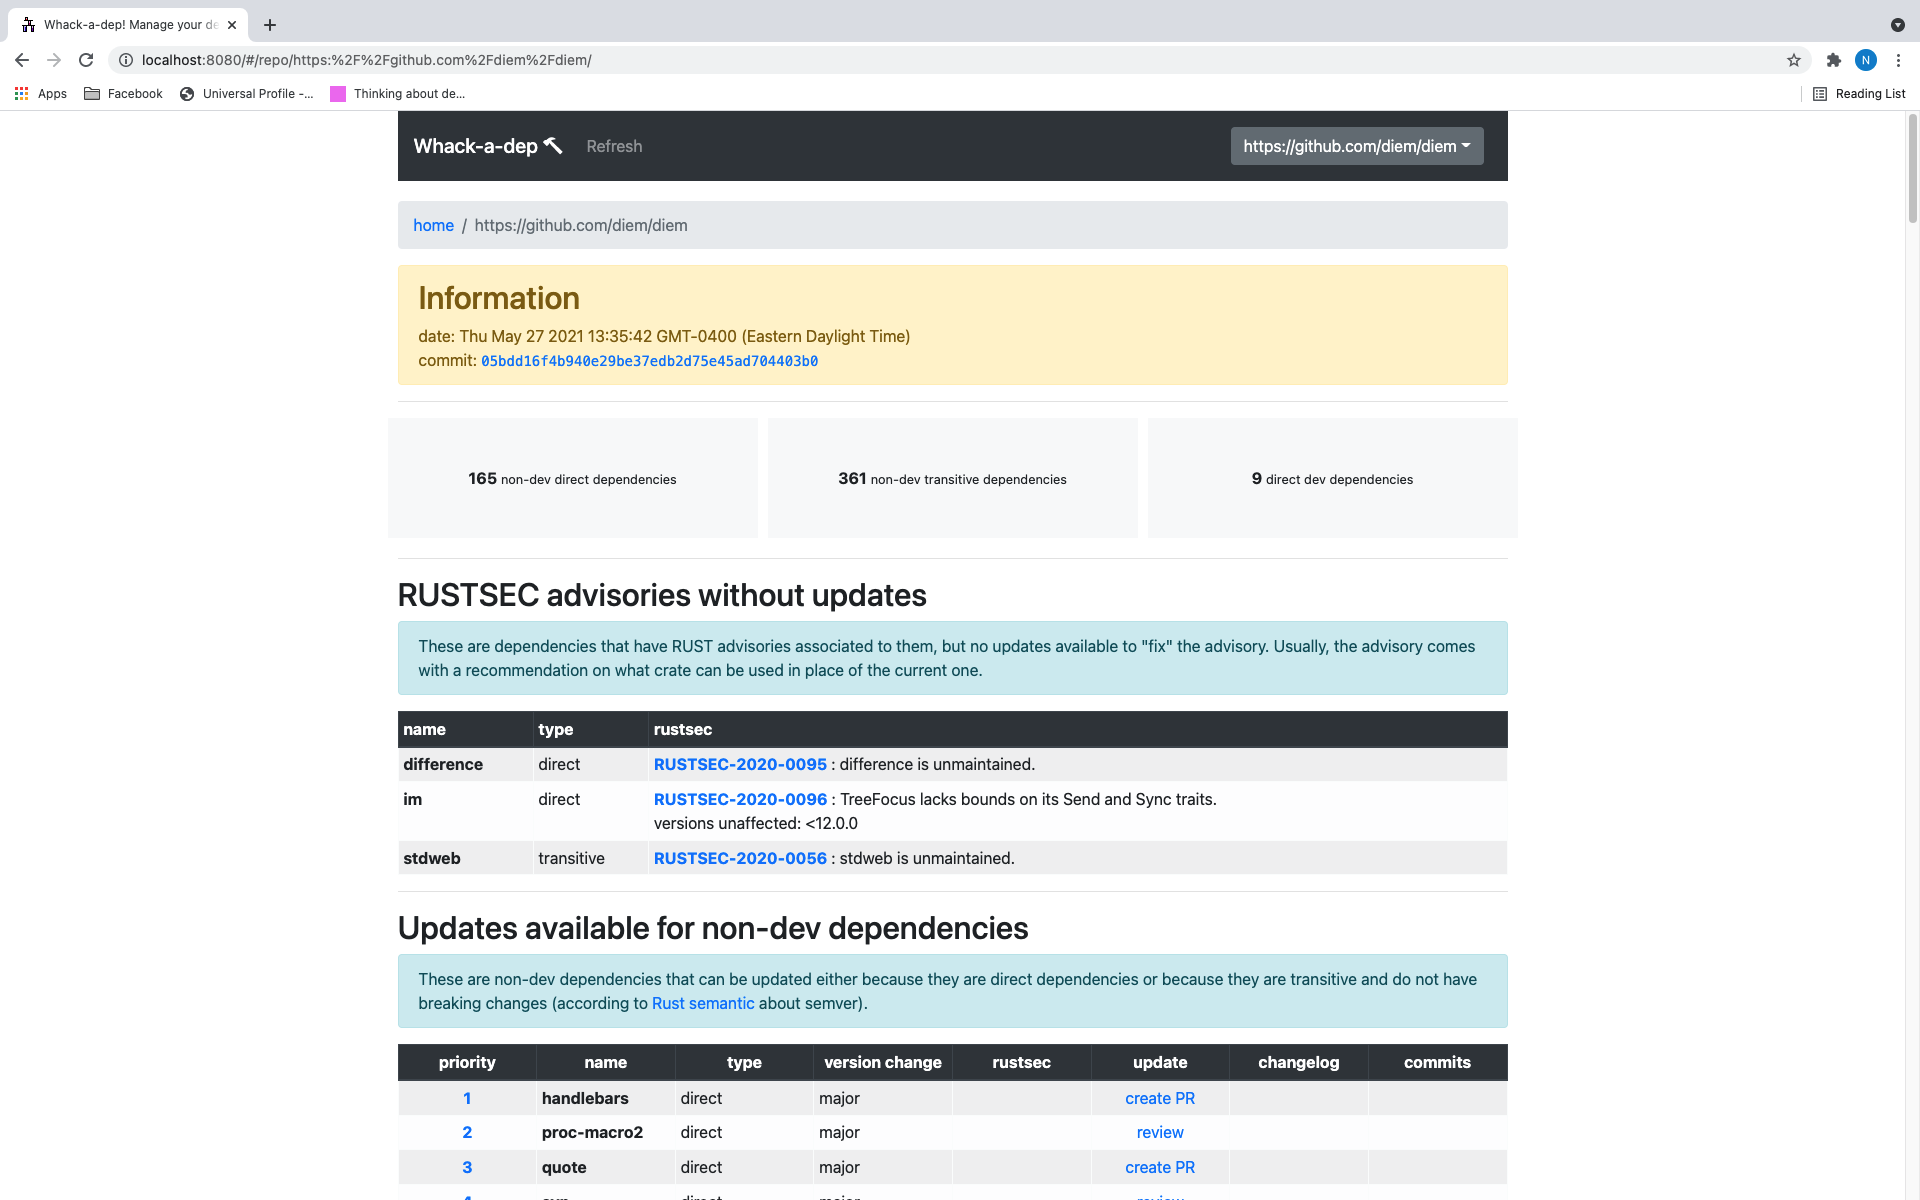 Whack-a-dep! Manage your de
localhost:8080/#/repo/https:%2F%2Fgithub.com%2Fdiem%2Fdiem/
N
Apps Facebook Universal Profile -... Thinking about de... Reading List
Whack-a-dep Refresh https://github.com/diem/diem
home / https://github.com/diem/diem
Information
date: Thu May 27 2021 13:35:42 GMT-0400 (Eastern Daylight Time)
commit: 05bdd16f4b940e29be37edb2d75e45ad704403b0
165 non-dev direct dependencies 361 non-dev transitive dependencies 9 direct dev dependencies
RUSTSEC advisories without updates
These are dependencies that have RUST advisories associated to them, but no updates available to "fix" the advisory. Usually, the advisory comes
with a recommendation on what crate can be used in place of the current one.
name type rustsec
difference direct RUSTSEC-2020-0095 : difference is unmaintained.
im direct RUSTSEC-2020-0096 : TreeFocus lacks bounds on its Send and Sync traits.
versions unaffected: <12.0.0
stdweb transitive RUSTSEC-2020-0056 : stdweb is unmaintained.
Updates available for non-dev dependencies
These are non-dev dependencies that can be updated either because they are direct dependencies or because they are transitive and do not have
breaking changes (according to Rust semantic about semver).
priority name type version change rustsec update changelog commits
1 handlebars direct major create PR
2 proc-macro2 direct major review
3 quote direct major create PR